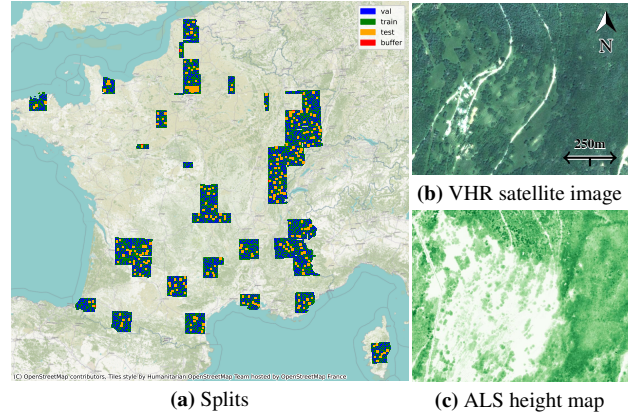 val
train
test
buffer
N
250m
(b) VHR satellite image
(C) OpenStreetMap contributors, Tiles style by Humanitarian OpenStreetMap Team hosted by OpenStreetMap France
(a) Splits
(c) ALS height map